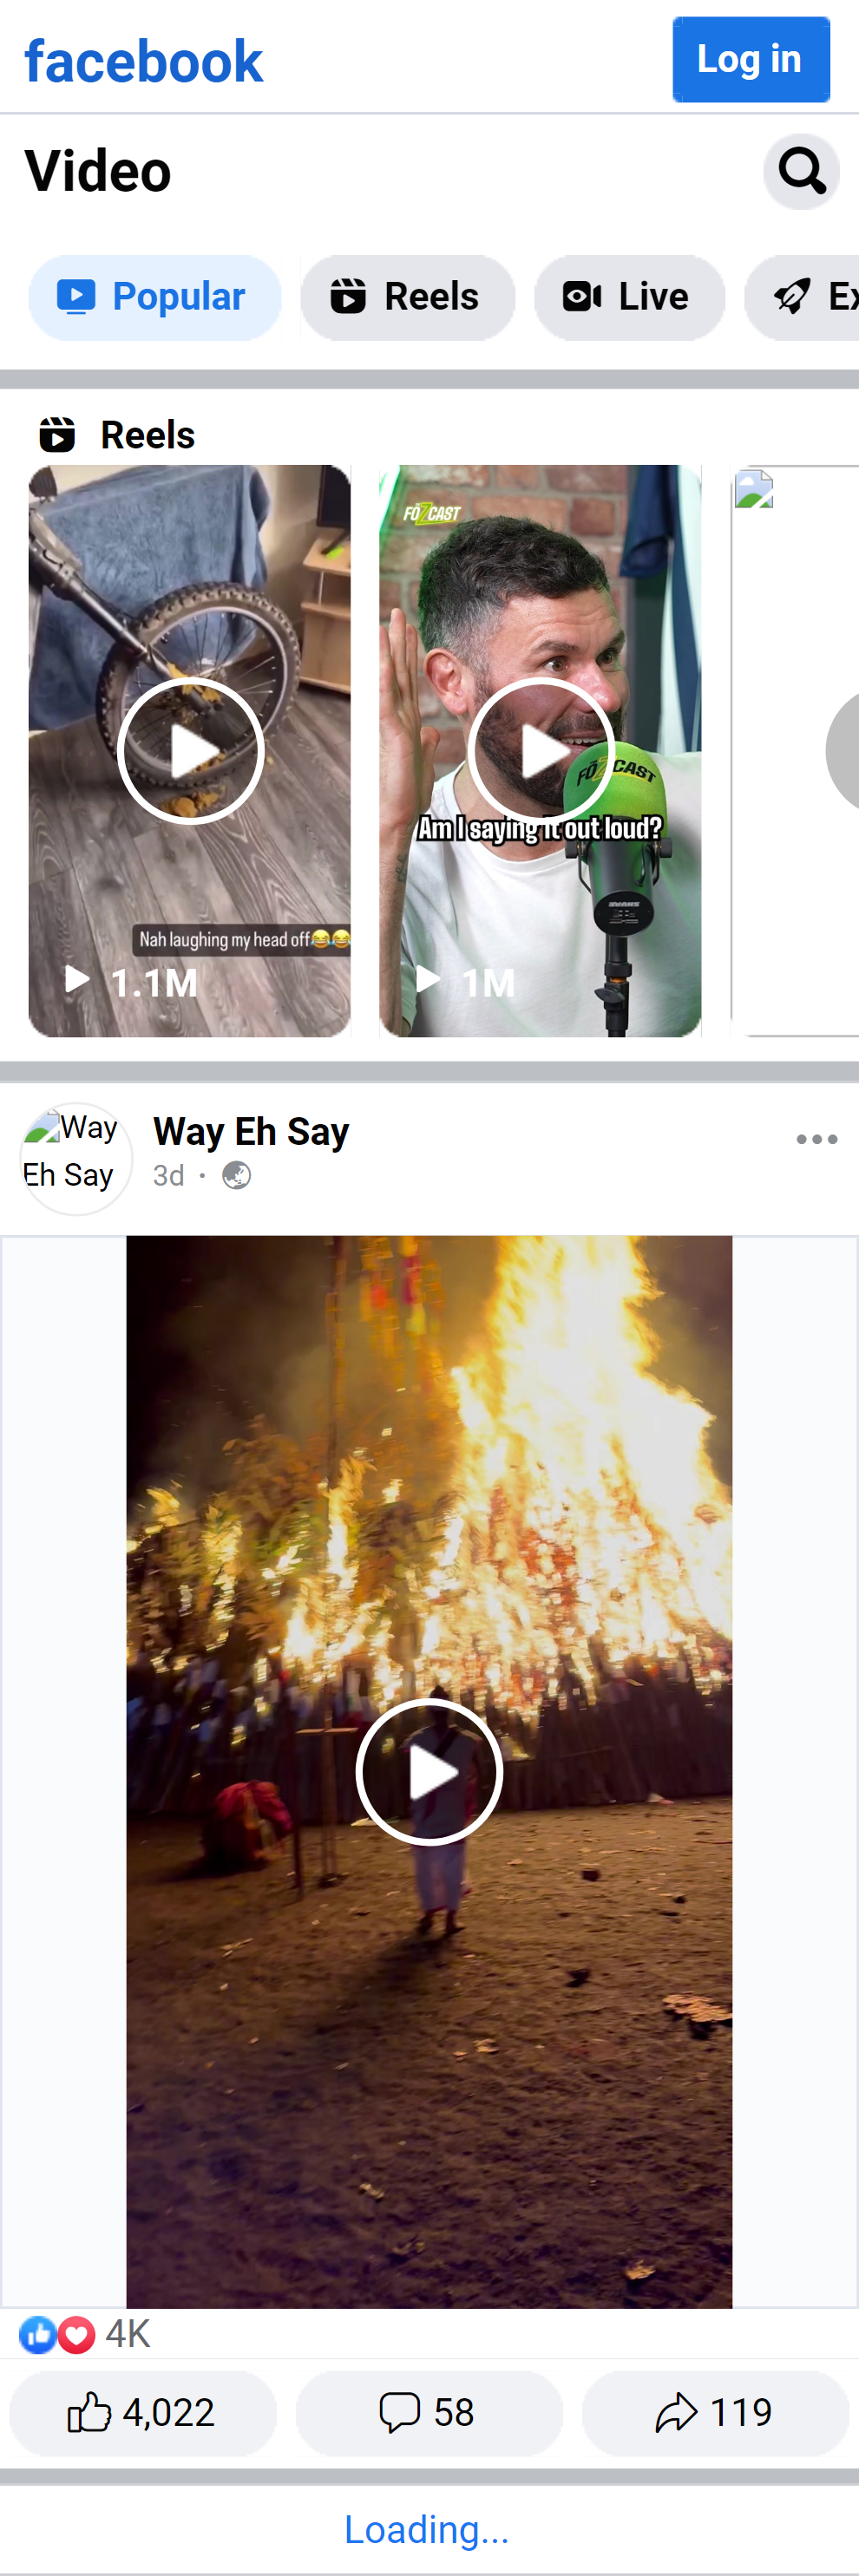 facebook
Log in
Video
Popular
Reels
Live
Ex
Reels
FOZCAST
FOZCAST
Am I saying it out loud?
SHURE
Nah laughing my head off😂😂
1.1M
1M
Way Eh Say
Way Eh Say
3d ·
4K
4,022
58
119
Loading...